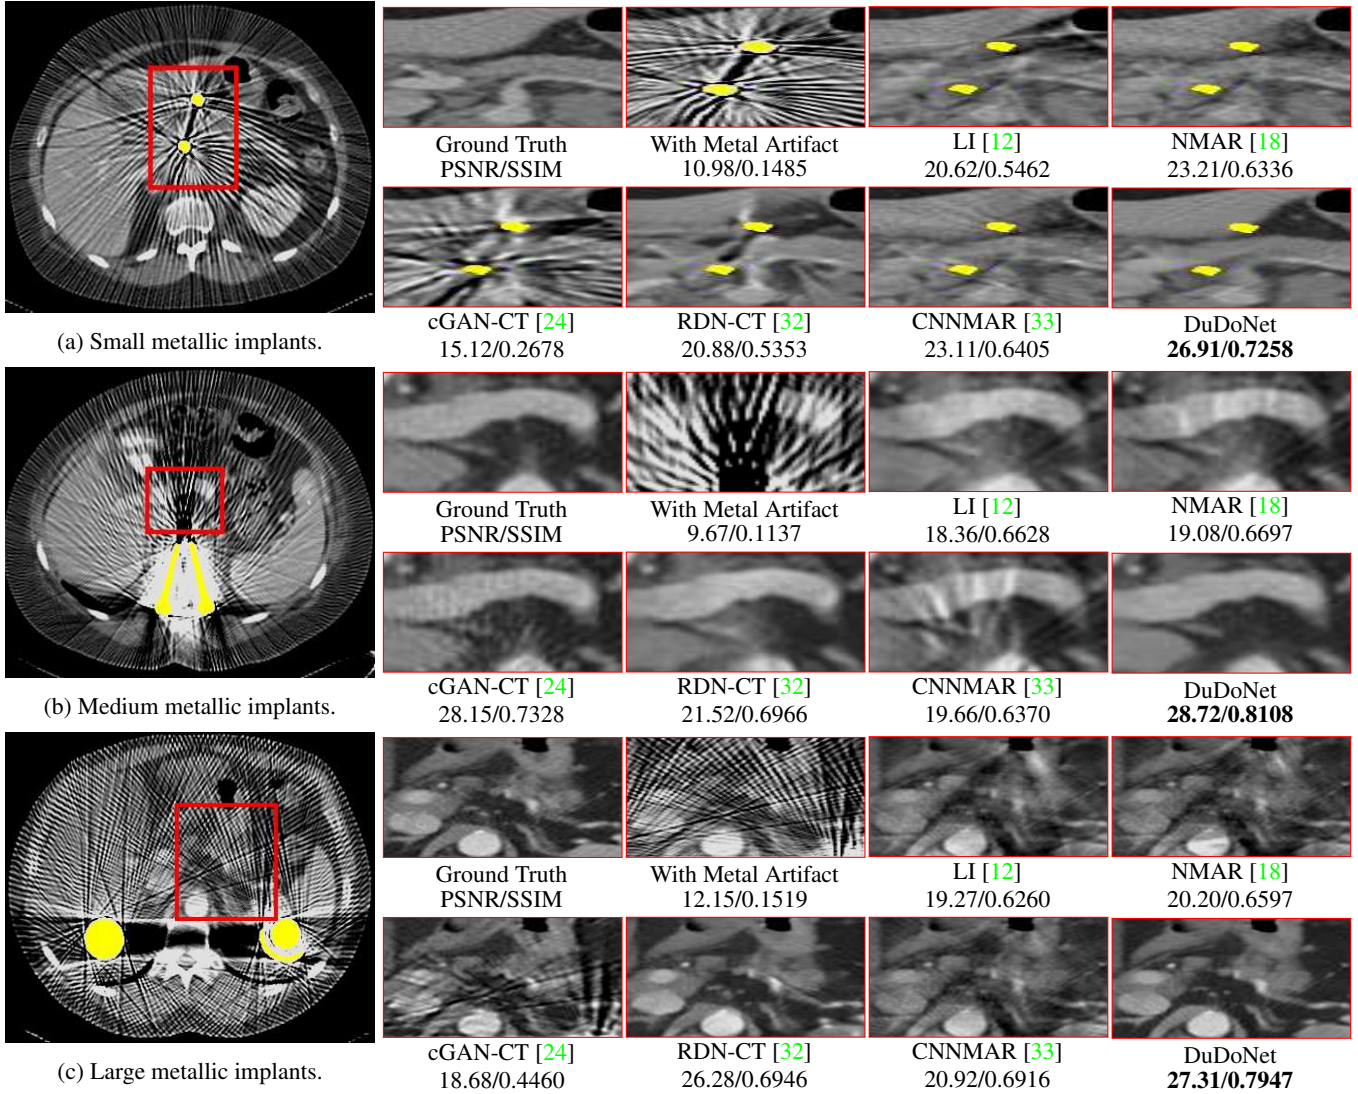 Ground Truth
PSNR/SSIM
With Metal Artifact
10.98/0.1485
LI [12]
20.62/0.5462
NMAR [18]
23.21/0.6336
cGAN-CT [24]
15.12/0.2678
RDN-CT [32]
20.88/0.5353
CNNMAR [33]
23.11/0.6405
DuDoNet
26.91/0.7258
(a) Small metallic implants.
Ground Truth
PSNR/SSIM
With Metal Artifact
9.67/0.1137
LI [12]
18.36/0.6628
NMAR [18]
19.08/0.6697
cGAN-CT [24]
28.15/0.7328
RDN-CT [32]
21.52/0.6966
CNNMAR [33]
19.66/0.6370
DuDoNet
28.72/0.8108
(b) Medium metallic implants.
Ground Truth
PSNR/SSIM
With Metal Artifact
12.15/0.1519
LI [12]
19.27/0.6260
NMAR [18]
20.20/0.6597
cGAN-CT [24]
18.68/0.4460
RDN-CT [32]
26.28/0.6946
CNNMAR [33]
20.92/0.6916
DuDoNet
27.31/0.7947
(c) Large metallic implants.